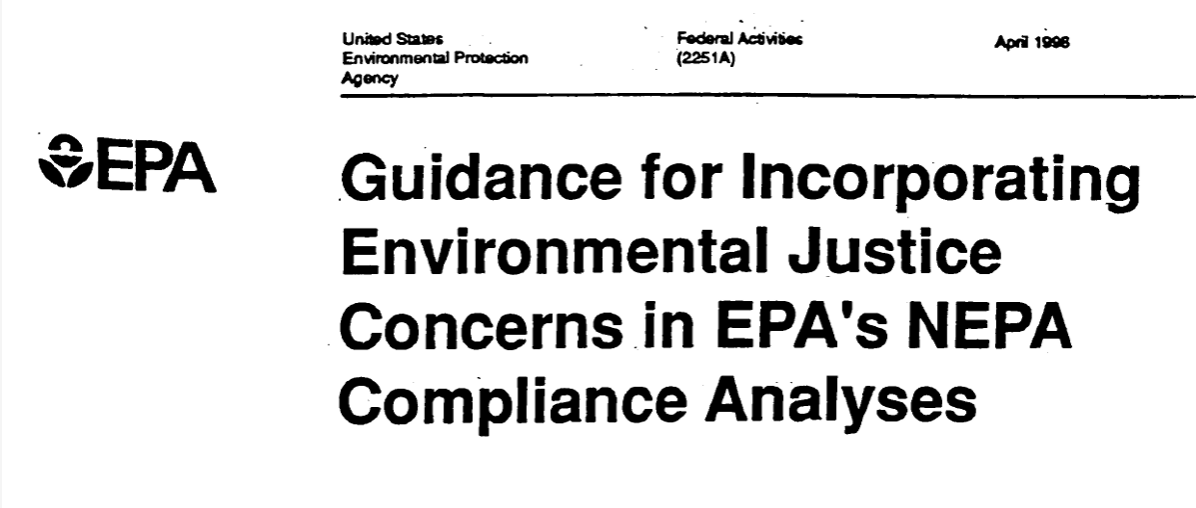 United States
Environmental Protection
Agency
Federal Activities
(2251A)
April 1998
EPA
Guidance for Incorporating
Environmental Justice
Concerns in EPA's NEPA
Compliance Analyses